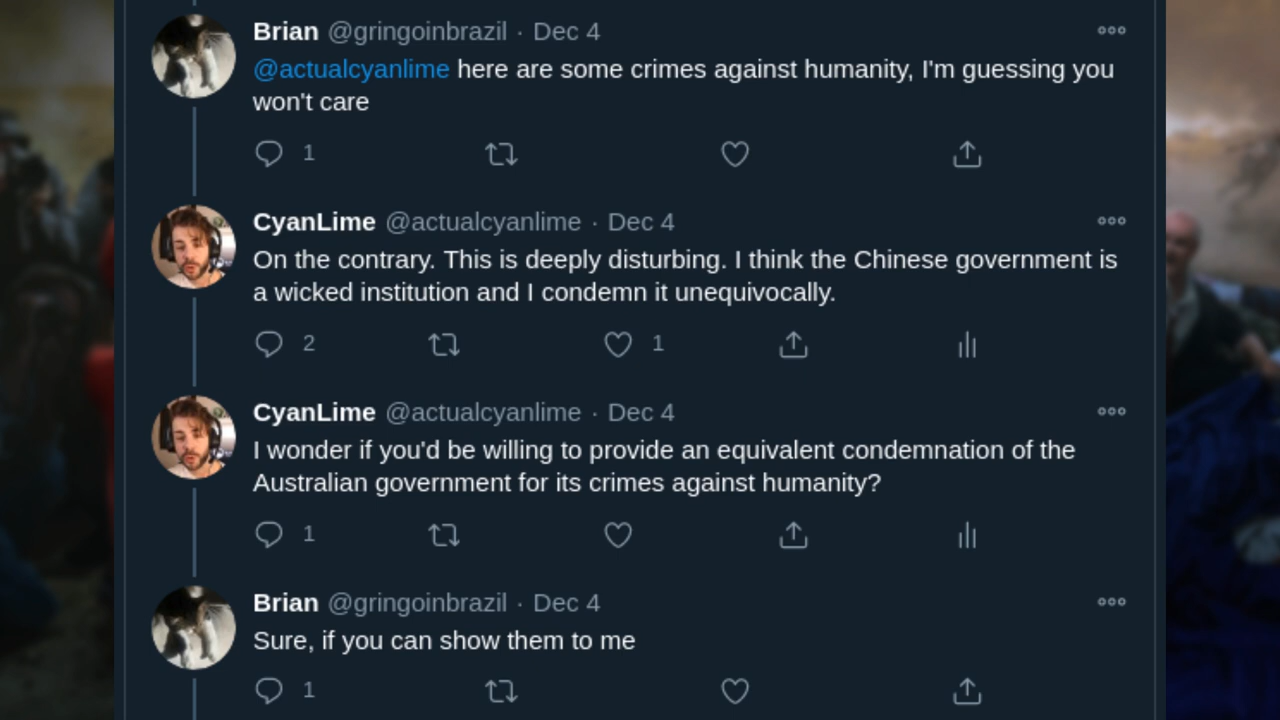 Brian @gringoinbrazil · Dec 4
@actualcyanlime here are some crimes against humanity, I'm guessing you
won't care
1
CyanLime @actualcyanlime · Dec 4
On the contrary. This is deeply disturbing. I think the Chinese government is
a wicked institution and I condemn it unequivocally.
2 1
CyanLime @actualcyanlime · Dec 4
I wonder if you'd be willing to provide an equivalent condemnation of the
Australian government for its crimes against humanity?
1
Brian @gringoinbrazil · Dec 4
Sure, if you can show them to me
1